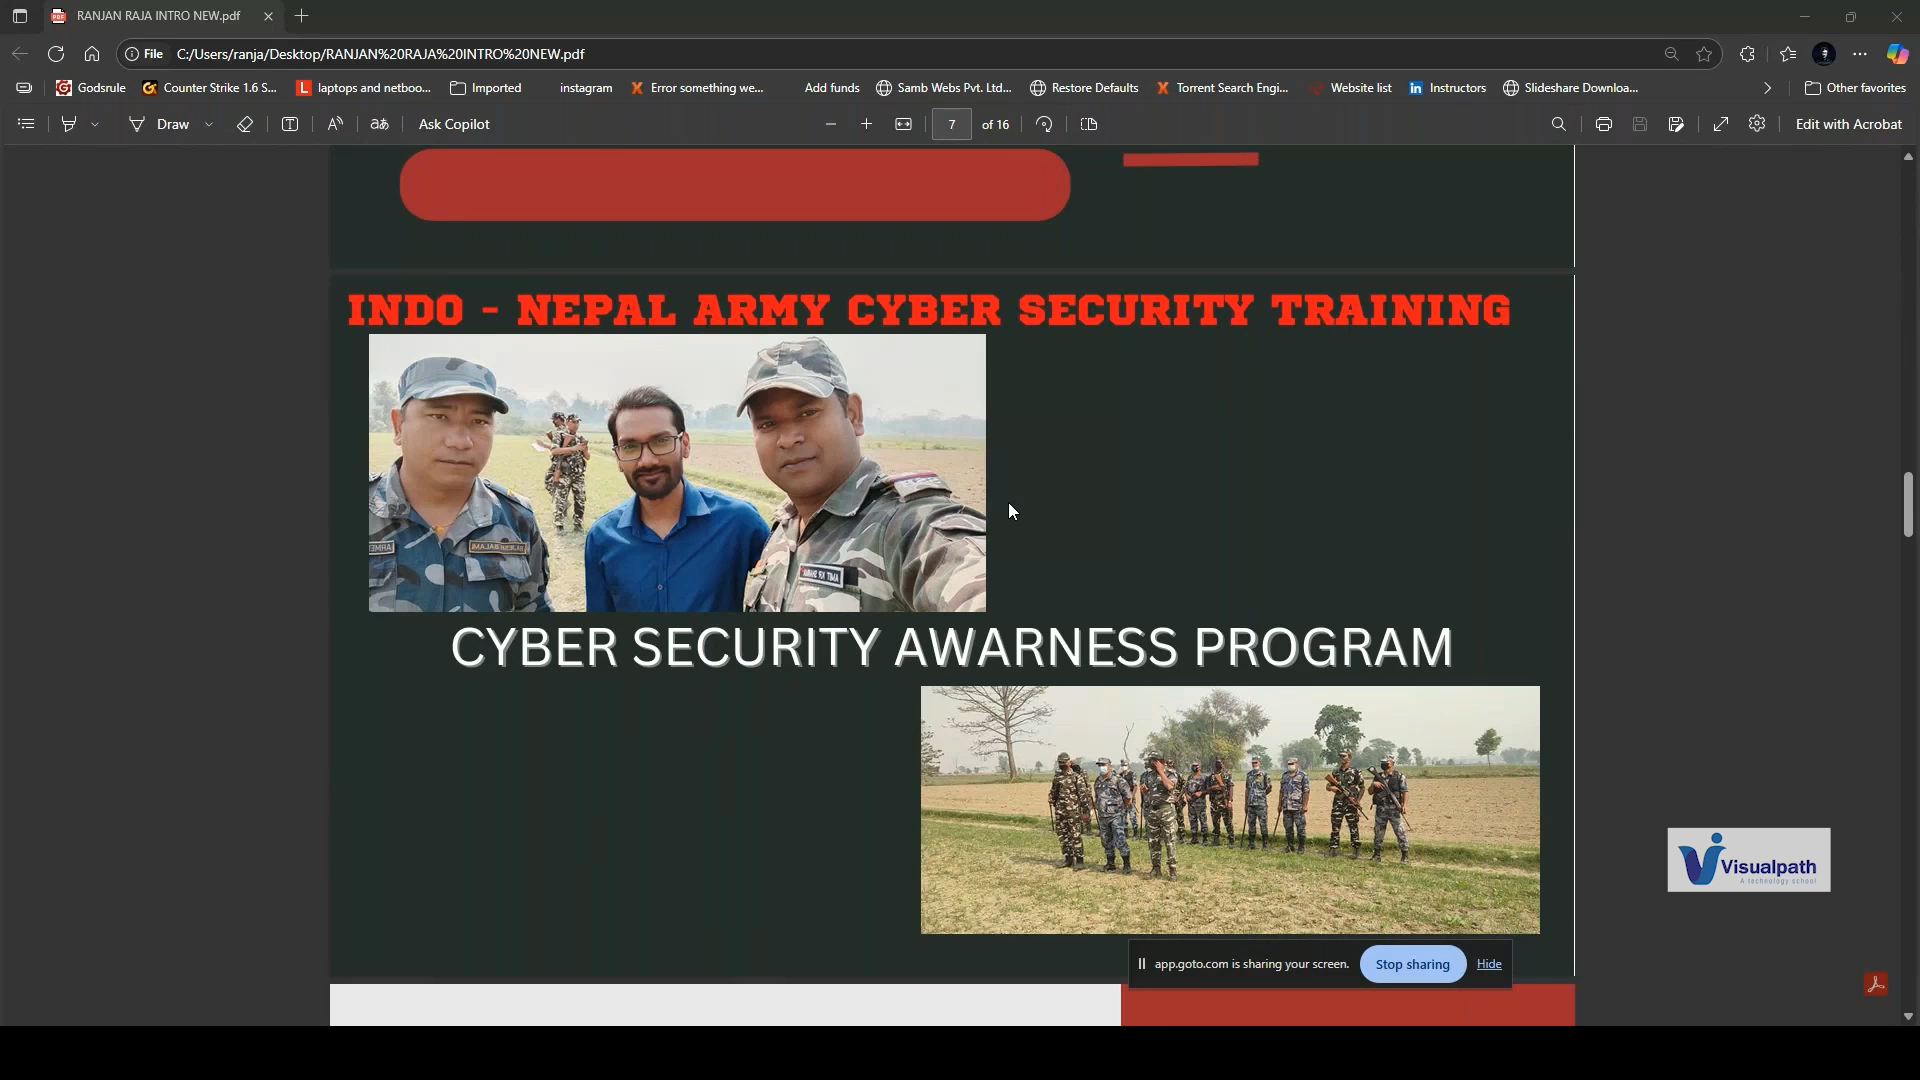 RANJAN RAJA INTRO NEW.pdf
File C:/Users/ranja/Desktop/RANJAN%20RAJA%20INTRO%20NEW.pdf
Godsrule Counter Strike 1.6 S... laptops and netboo... Imported instagram Error something we... Add funds Samb Webs Pvt. Ltd... Restore Defaults Torrent Search Engi... Website list Instructors Slideshare Downloa... Other favorites
Draw Ask Copilot 7 of 16 Edit with Acrobat
INDO - NEPAL ARMY CYBER SECURITY TRAINING
CYBER SECURITY AWARNESS PROGRAM
Visualpath
A technology school
app.goto.com is sharing your screen. Stop sharing Hide